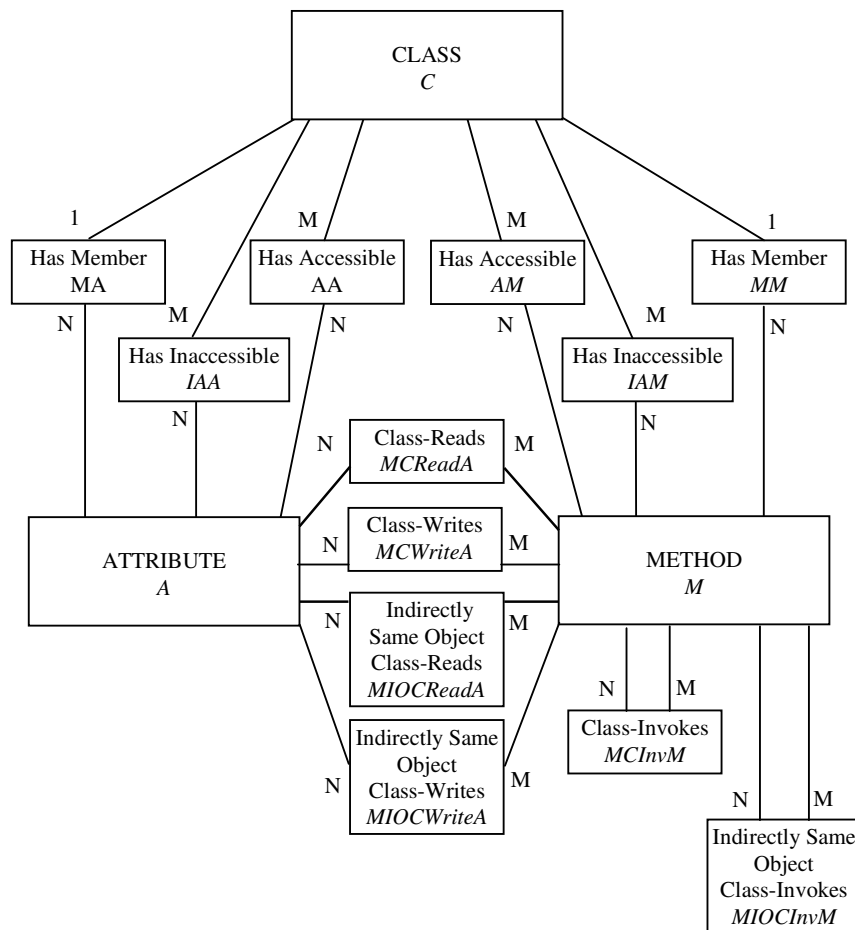 CLASS
C
1
M
M
M
M
1
Has Member
MA
Has Accessible
AA
Has Accessible
AM
Has Member
MM
N
N
N
N
Has Inaccessible
IAA
Has Inaccessible
IAM
N
N
N
Class-Reads
MCReadA
M
ATTRIBUTE
A
N
Class-Writes
MCWriteA
M
METHOD
M
N
Indirectly
Same Object
Class-Reads
MIOCReadA
M
N
Indirectly Same
Object
Class-Writes
MIOCWriteA
M
N
M
Class-Invokes
MCInvM
N
M
Indirectly Same
Object
Class-Invokes
MIOCInvM